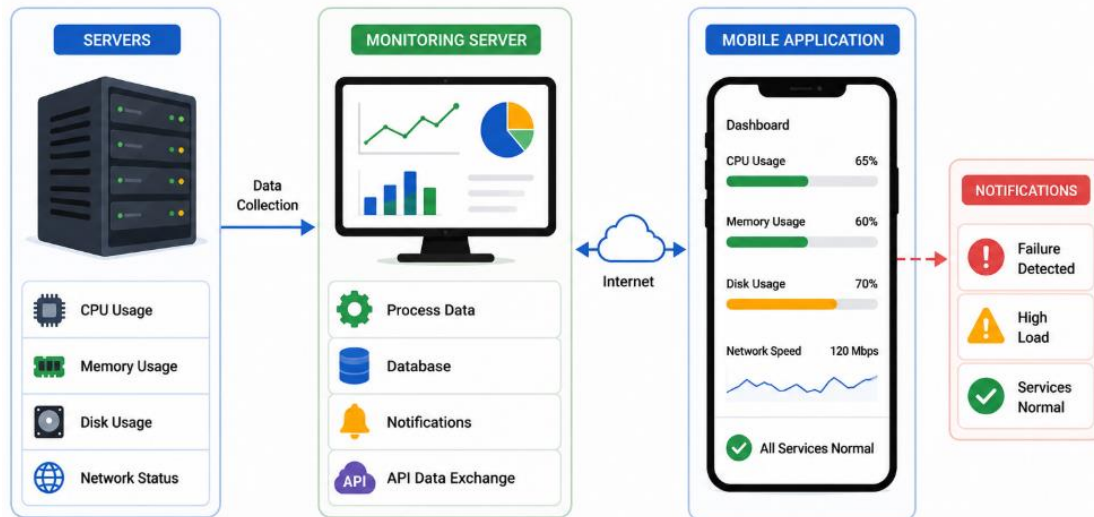 SERVERS
CPU Usage
Memory Usage
Disk Usage
Network Status
Data
Collection
MONITORING SERVER
Process Data
Database
Notifications
API
API Data Exchange
Internet
MOBILE APPLICATION
Dashboard
CPU Usage 65%
Memory Usage 60%
Disk Usage 70%
Network Speed 120 Mbps
All Services Normal
NOTIFICATIONS
Failure
Detected
High
Load
Services
Normal